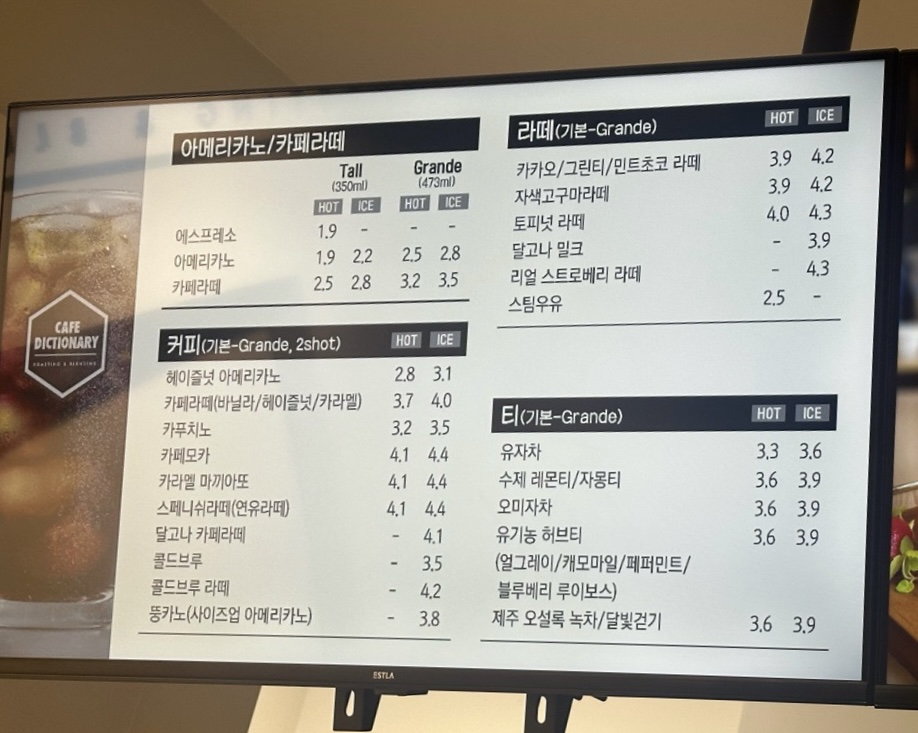 CAFE
DICTIONARY
ROASTING & BLENDING
아메리카노/카페라떼
Tall Grande
(350ml) (473ml)
HOT ICE HOT ICE
에스프레소 1.9 - - -
아메리카노 1.9 2.2 2.5 2.8
카페라떼 2.5 2.8 3.2 3.5
커피(기본-Grande, 2shot) HOT ICE
헤이즐넛 아메리카노 2.8 3.1
카페라떼(바닐라/헤이즐넛/카라멜) 3.7 4.0
카푸치노 3.2 3.5
카페모카 4.1 4.4
카라멜 마끼아또 4.1 4.4
스페니쉬라떼(연유라떼) 4.1 4.4
달고나 카페라떼 - 4.1
콜드브루 - 3.5
콜드브루 라떼 - 4.2
뚱카노(사이즈업 아메리카노) - 3.8
라떼(기본-Grande) HOT ICE
카카오/그린티/민트초코 라떼 3.9 4.2
자색고구마라떼 3.9 4.2
토피넛 라떼 4.0 4.3
달고나 밀크 - 3.9
리얼 스트로베리 라떼 - 4.3
스팀우유 2.5 -
티(기본-Grande) HOT ICE
유자차 3.3 3.6
수제 레몬티/자몽티 3.6 3.9
오미자차 3.6 3.9
유기농 허브티 3.6 3.9
(얼그레이/캐모마일/페퍼민트/
블루베리 루이보스)
제주 오설록 녹차/달빛걷기 3.6 3.9
ESTLA